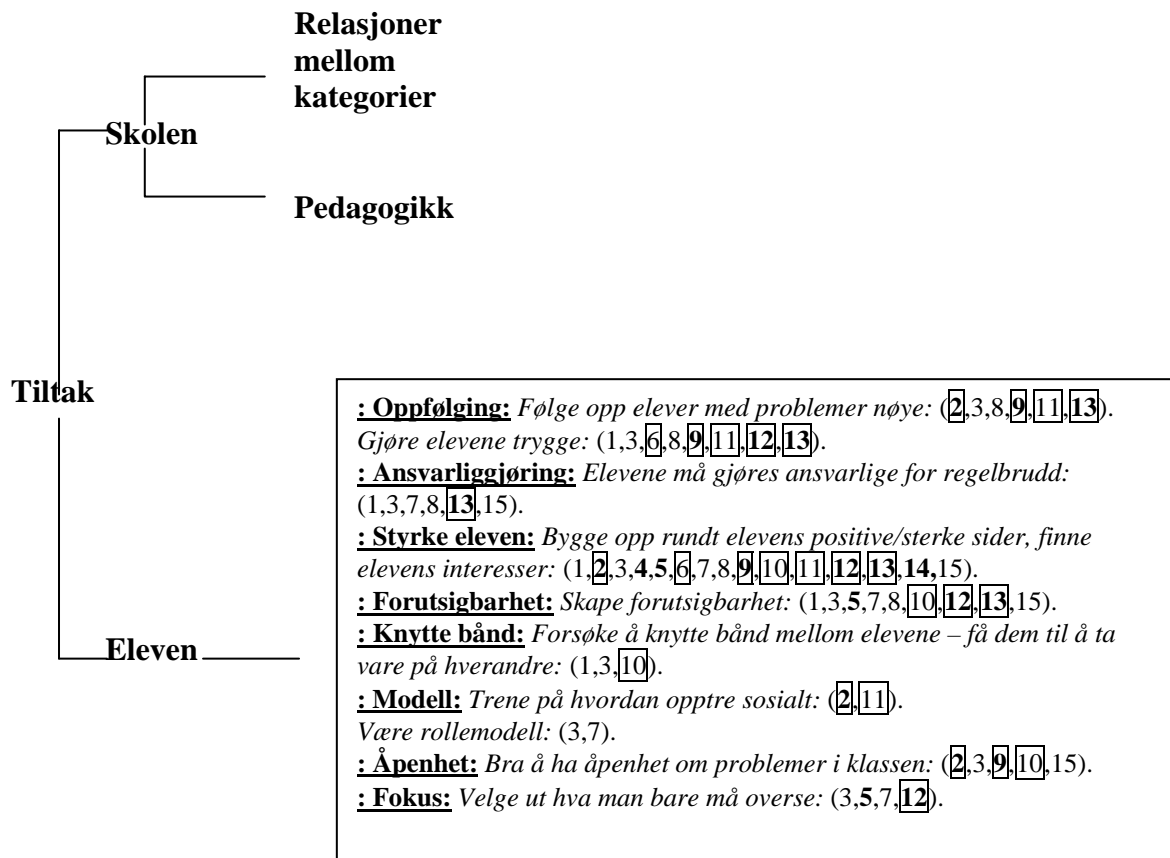 Relasjoner
mellom
kategorier
Skolen
Pedagogikk
Tiltak
: Oppfølging: Følge opp elever med problemer nøye: (2,3,8,9,11,13).
Gjøre elevene trygge: (1,3,6,8,9,11,12,13).
: Ansvarliggjøring: Elevene må gjøres ansvarlige for regelbrudd:
(1,3,7,8,13,15).
: Styrke eleven: Bygge opp rundt elevens positive/sterke sider, finne
elevens interesser: (1,2,3,4,5,6,7,8,9,10,11,12,13,14,15).
: Forutsigbarhet: Skape forutsigbarhet: (1,3,5,7,8,10,12,13,15).
: Knytte bånd: Forsøke å knytte bånd mellom elevene – få dem til å ta
vare på hverandre: (1,3,10).
: Modell: Trene på hvordan opptre sosialt: (2,11).
Være rollemodell: (3,7).
: Åpenhet: Bra å ha åpenhet om problemer i klassen: (2,3,9,10,15).
: Fokus: Velge ut hva man bare må overse: (3,5,7,12).
Eleven